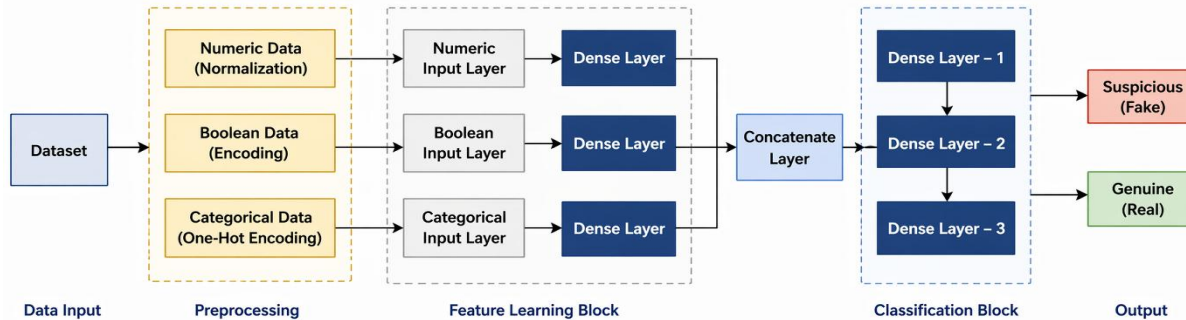 Dataset
Numeric Data
(Normalization)
Boolean Data
(Encoding)
Categorical Data
(One-Hot Encoding)
Numeric
Input Layer
Dense Layer
Boolean
Input Layer
Dense Layer
Categorical
Input Layer
Dense Layer
Concatenate
Layer
Dense Layer – 1
Dense Layer – 2
Dense Layer – 3
Suspicious
(Fake)
Genuine
(Real)
Data Input
Preprocessing
Feature Learning Block
Classification Block
Output